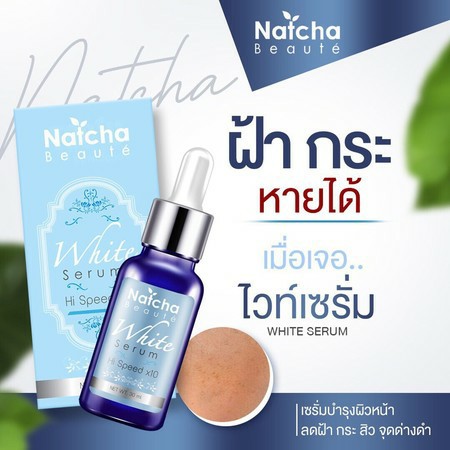 Natcha
Beauté
Natcha
Natcha
Beauté
White
Serum
Hi Speed
ฝ้า กระ
หายได้
เมื่อเจอ..
ไวท์เซรั่ม
WHITE SERUM
Natcha
Beauté
White
Serum
Hi Speed x10
เซรั่มบำรุงผิวหน้า
ลดฝ้า กระ สิว จุดด่างดำ